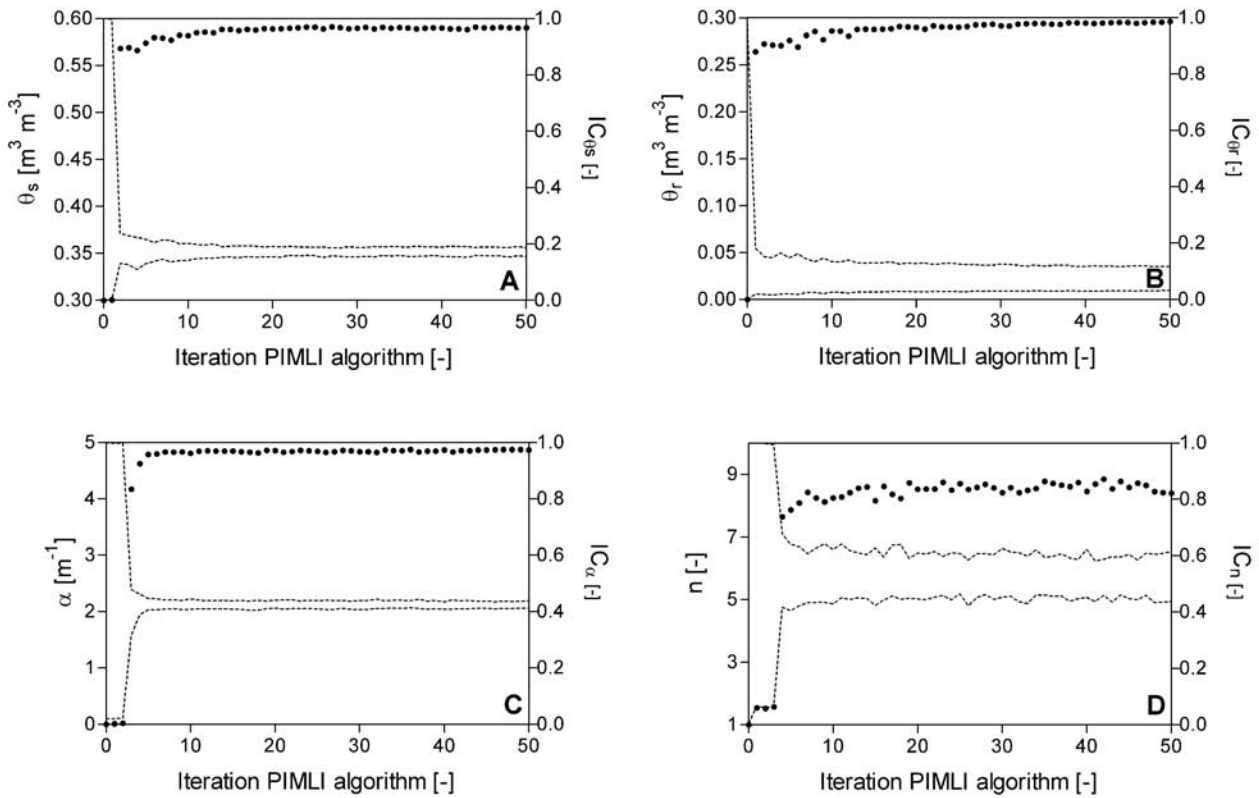 0.60
0.55
0.50
0.45
0.40
0.35
0.30
θs [m³ m⁻³]
1.0
0.8
0.6
0.4
0.2
0.0
ICθs [-]
A
0 10 20 30 40 50
Iteration PIMLI algorithm [-]
0.30
0.25
0.20
0.15
0.10
0.05
0.00
θr [m³ m⁻³]
1.0
0.8
0.6
0.4
0.2
0.0
ICθr [-]
B
0 10 20 30 40 50
Iteration PIMLI algorithm [-]
5
4
3
2
1
0
α [m⁻¹]
1.0
0.8
0.6
0.4
0.2
0.0
ICα [-]
C
0 10 20 30 40 50
Iteration PIMLI algorithm [-]
9
7
5
3
1
n [-]
1.0
0.8
0.6
0.4
0.2
0.0
ICn [-]
D
0 10 20 30 40 50
Iteration PIMLI algorithm [-]